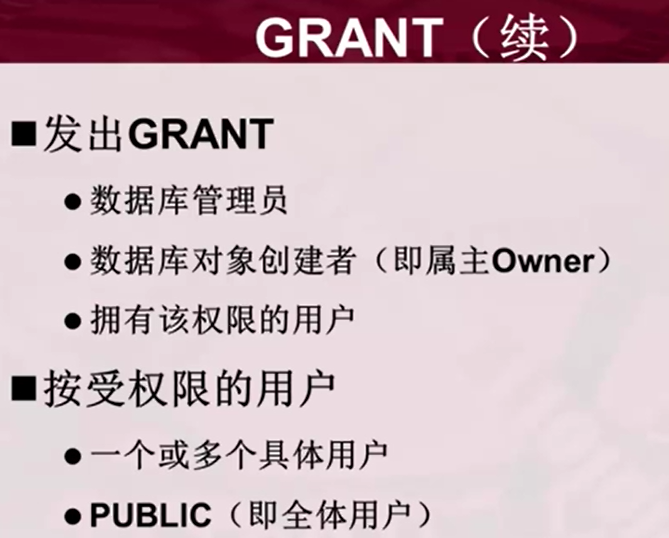 GRANT（续）
■发出GRANT
●数据库管理员
●数据库对象创建者（即属主Owner）
●拥有该权限的用户
■按受权限的用户
●一个或多个具体用户
●PUBLIC（即全体用户）